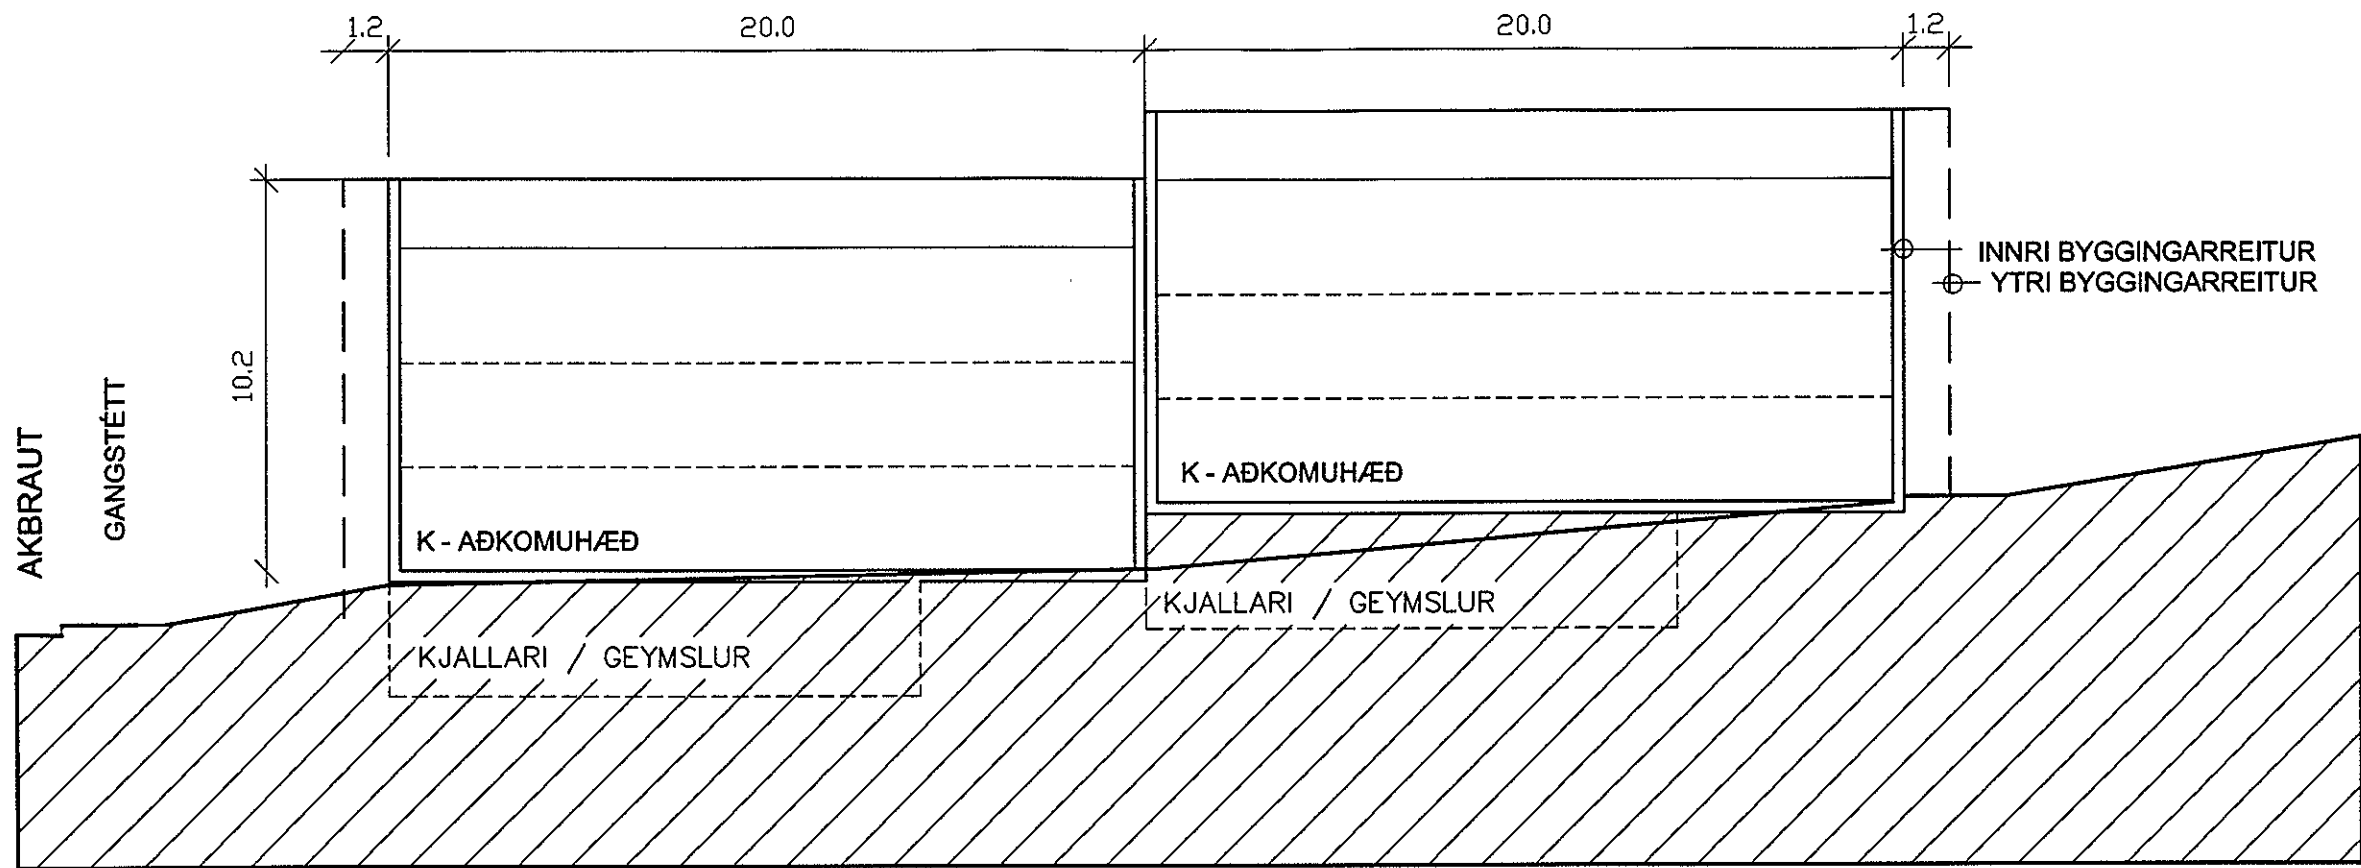 1.2
20.0
20.0
1.2
INNRI BYGGINGARREITUR
YTRI BYGGINGARREITUR
10.2
AKBRAUT
GANGSTÉTT
K - AÐKOMUHÆÐ
K - AÐKOMUHÆÐ
KJALLARI / GEYMSLUR
KJALLARI / GEYMSLUR